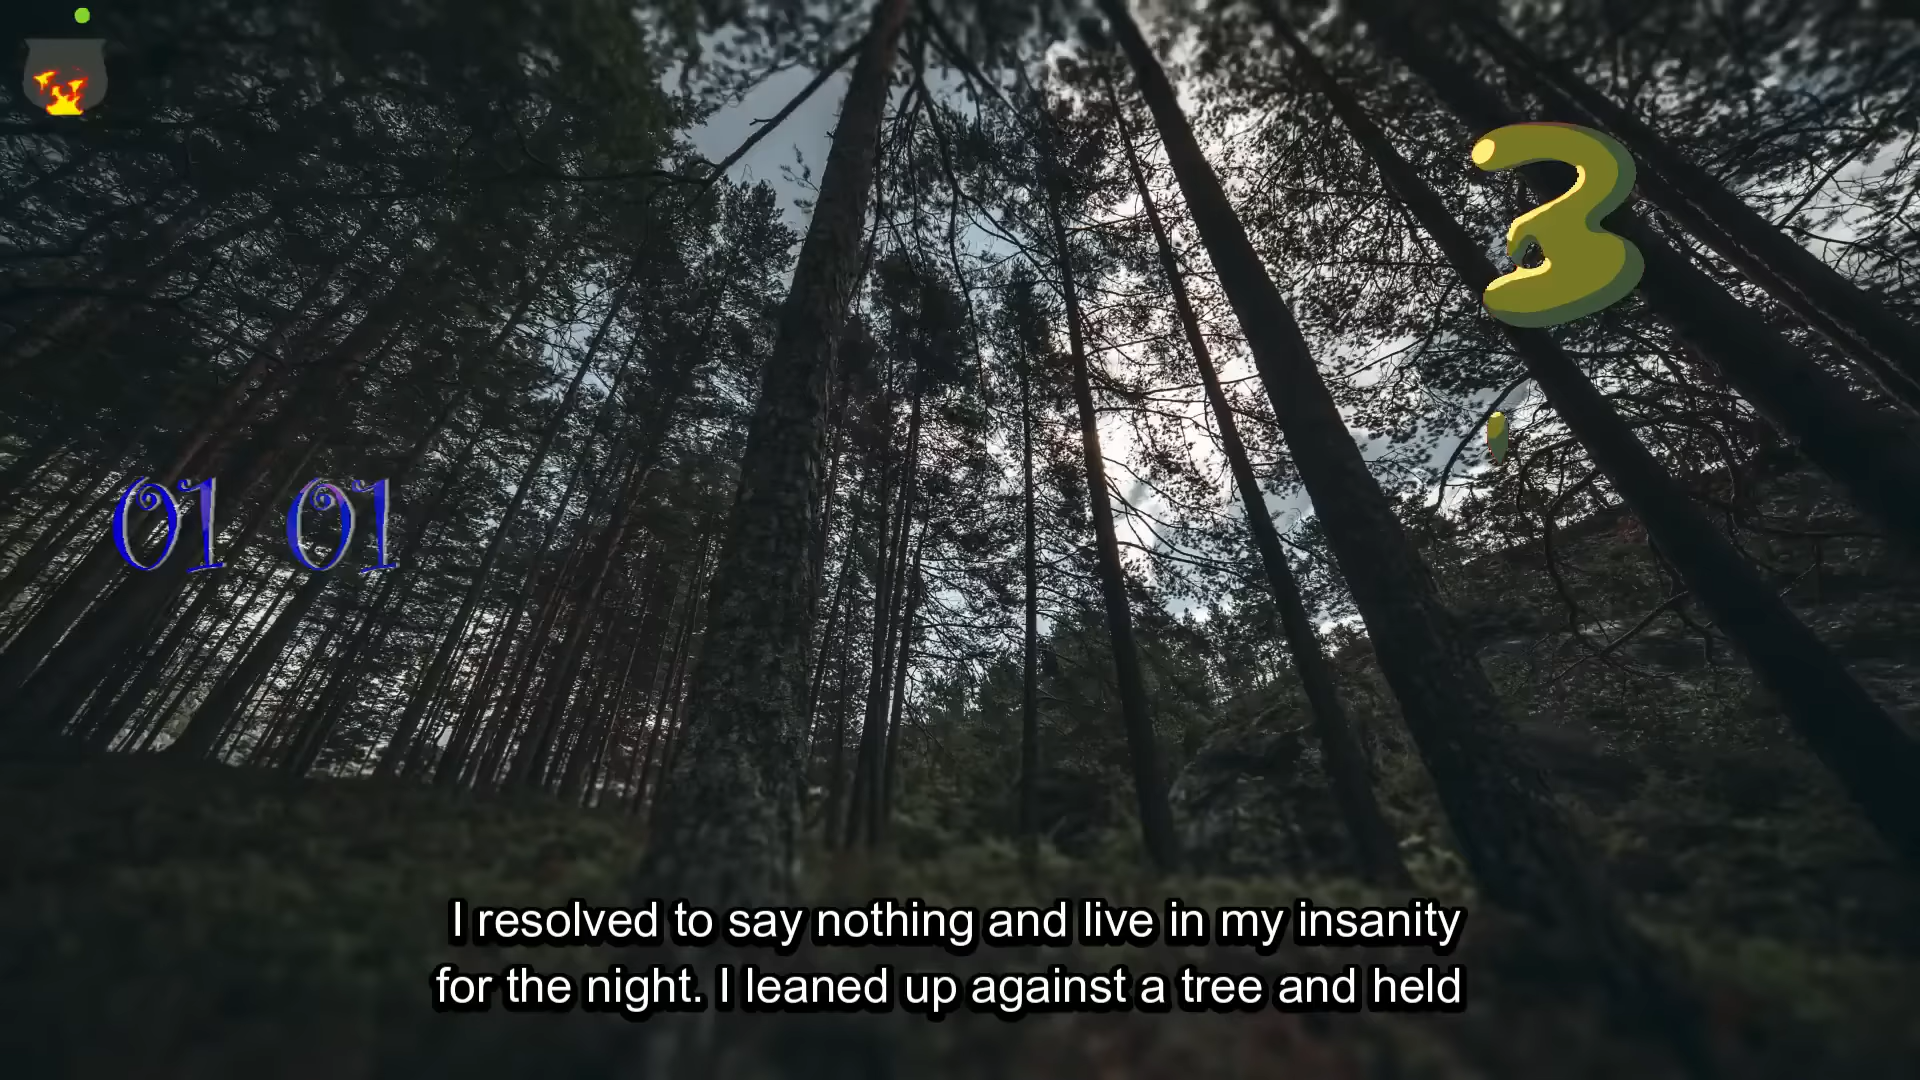 3
01 01
I resolved to say nothing and live in my insanity
for the night. I leaned up against a tree and held